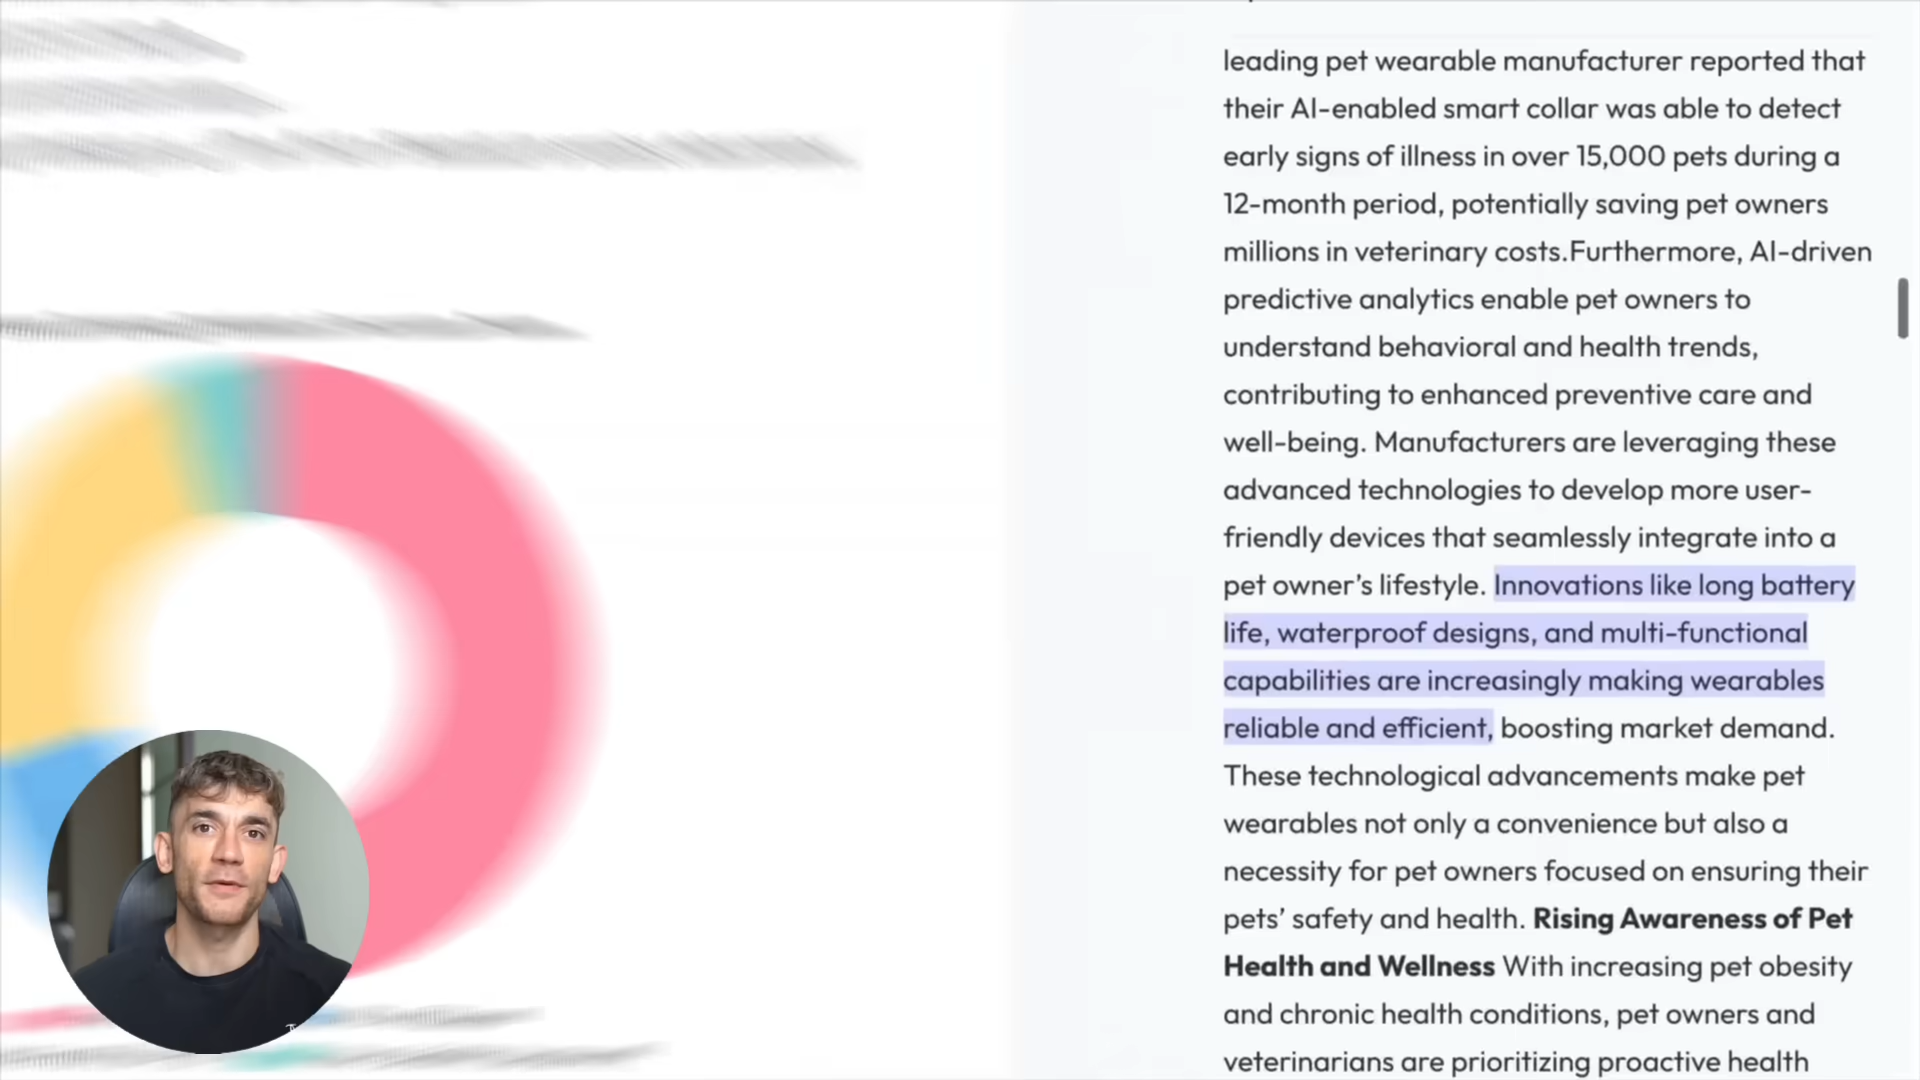 leading pet wearable manufacturer reported that
their AI-enabled smart collar was able to detect
early signs of illness in over 15,000 pets during a
12-month period, potentially saving pet owners
millions in veterinary costs.Furthermore, AI-driven
predictive analytics enable pet owners to
understand behavioral and health trends,
contributing to enhanced preventive care and
well-being. Manufacturers are leveraging these
advanced technologies to develop more user-
friendly devices that seamlessly integrate into a
pet owner’s lifestyle. Innovations like long battery
life, waterproof designs, and multi-functional
capabilities are increasingly making wearables
reliable and efficient, boosting market demand.
These technological advancements make pet
wearables not only a convenience but also a
necessity for pet owners focused on ensuring their
pets’ safety and health. Rising Awareness of Pet
Health and Wellness With increasing pet obesity
and chronic health conditions, pet owners and
veterinarians are prioritizing proactive health